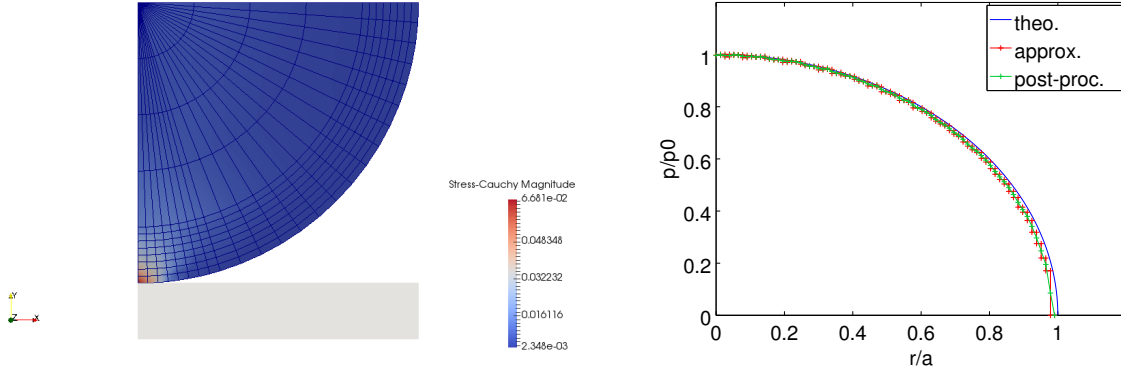 Stress-Cauchy Magnitude
6.681e-02
0.048348
0.032232
0.016116
2.348e-03
Y
Z
X
theo.
approx.
post-proc.
p/p0
1
0.8
0.6
0.4
0.2
0
0
0.2
0.4
0.6
0.8
1
r/a